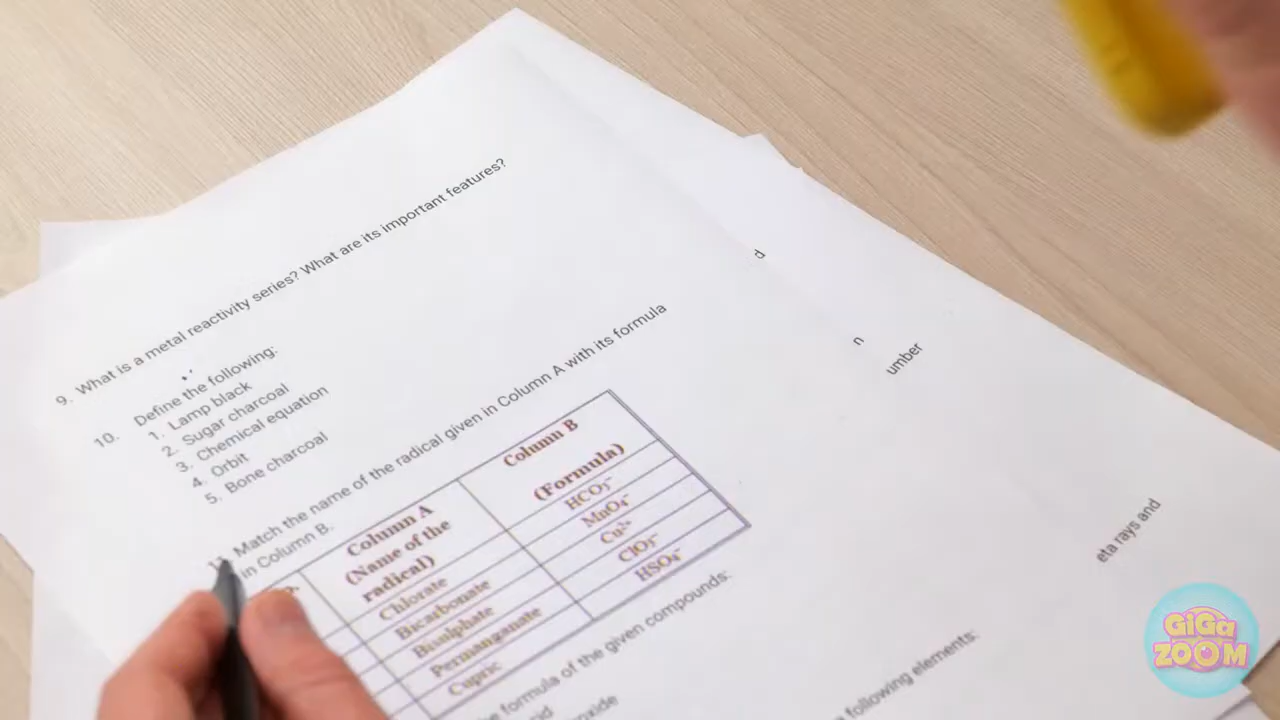 9. What is a metal reactivity series? What are its important features?
10. Define the following:
1. Lamp black
2. Sugar charcoal
3. Chemical equation
4. Orbit
5. Bone charcoal
11. Match the name of the radical given in Column A with its formula
in Column B.
Column A
(Name of the
radical)
Column B
(Formula)
Chlorate
HCO₃⁻
Bicarbonate
MnO₄⁻
Bisulphate
Cu²⁺
Permanganate
ClO₃⁻
Cupric
HSO₄⁻
formula of the given compounds:
following elements:
d
n
umber
eta rays and
GiGa
ZOOM